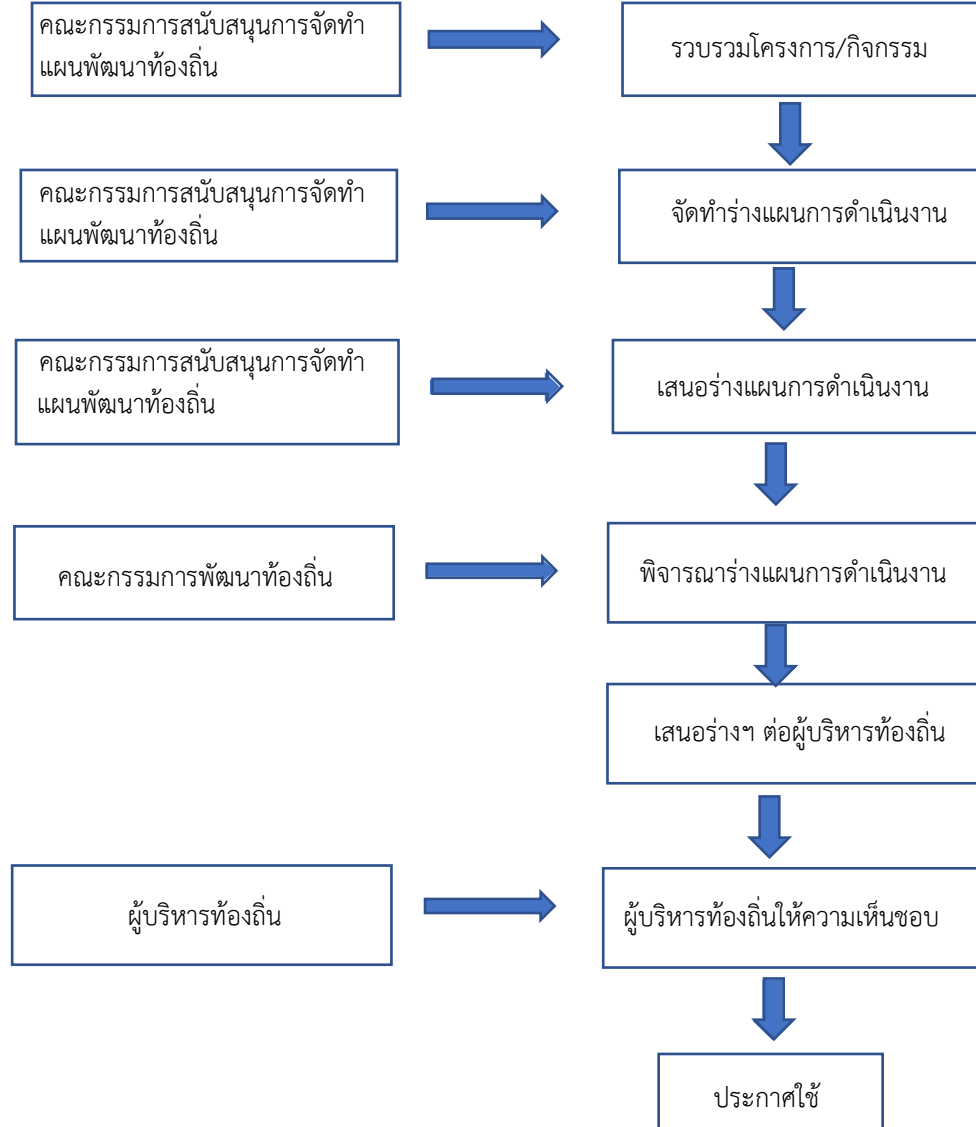 คณะกรรมการสนับสนุนการจัดทำ
แผนพัฒนาท้องถิ่น
รวบรวมโครงการ/กิจกรรม
คณะกรรมการสนับสนุนการจัดทำ
แผนพัฒนาท้องถิ่น
จัดทำร่างแผนการดำเนินงาน
คณะกรรมการสนับสนุนการจัดทำ
แผนพัฒนาท้องถิ่น
เสนอร่างแผนการดำเนินงาน
คณะกรรมการพัฒนาท้องถิ่น
พิจารณาร่างแผนการดำเนินงาน
เสนอร่างฯ ต่อผู้บริหารท้องถิ่น
ผู้บริหารท้องถิ่น
ผู้บริหารท้องถิ่นให้ความเห็นชอบ
ประกาศใช้